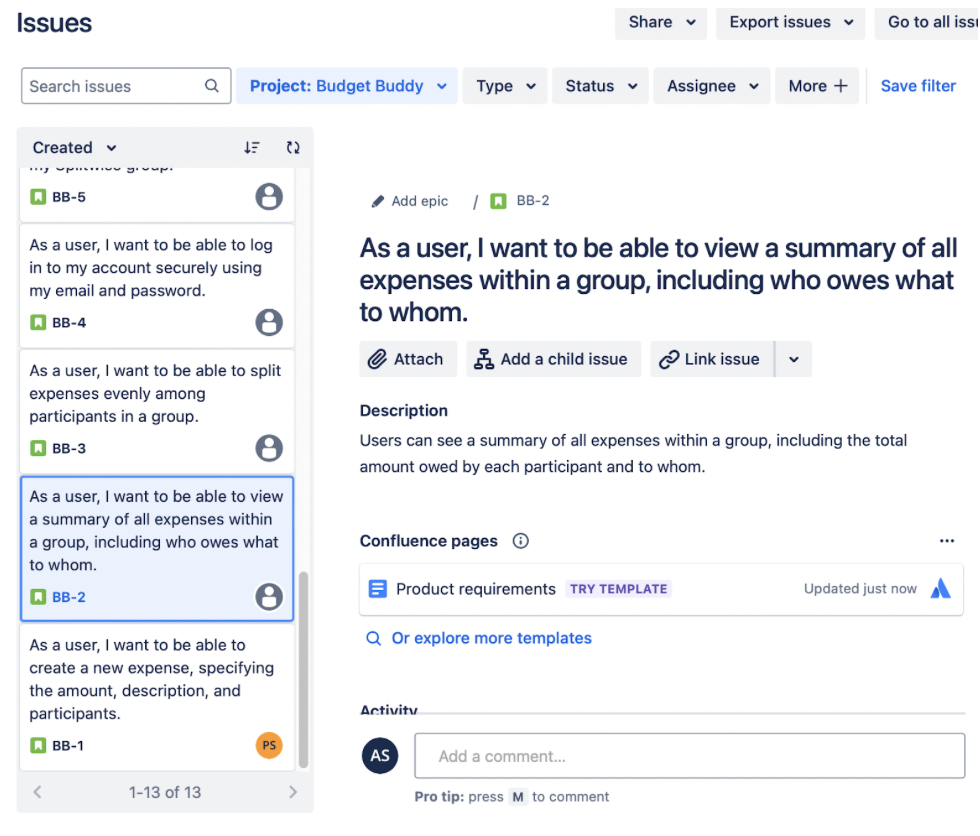 Issues
Share
Export issues
Go to all
Search issues
Project: Budget Buddy
Type
Status
Assignee
More
Save filter
Created
my Splitwise group.
BB-5
As a user, I want to be able to log
in to my account securely using
my email and password.
BB-4
As a user, I want to be able to split
expenses evenly among
participants in a group.
BB-3
As a user, I want to be able to view
a summary of all expenses within
a group, including who owes what
to whom.
BB-2
As a user, I want to be able to
create a new expense, specifying
the amount, description, and
participants.
BB-1
PS
1-13 of 13
Add epic / BB-2
As a user, I want to be able to view a summary of all
expenses within a group, including who owes what
to whom.
Attach
Add a child issue
Link issue
Description
Users can see a summary of all expenses within a group, including the total
amount owed by each participant and to whom.
Confluence pages
Product requirements TRY TEMPLATE
Updated just now
Or explore more templates
Activity
AS
Add a comment...
Pro tip: press M to comment